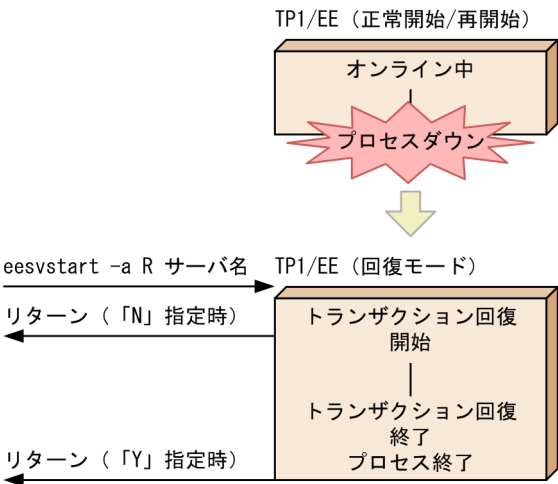 TP1/EE（正常開始/再開始）
オンライン中
プロセスダウン
eesvstart -a R サーバ名
TP1/EE（回復モード）
リターン（「N」指定時）
トランザクション回復
開始
トランザクション回復
終了
プロセス終了
リターン（「Y」指定時）